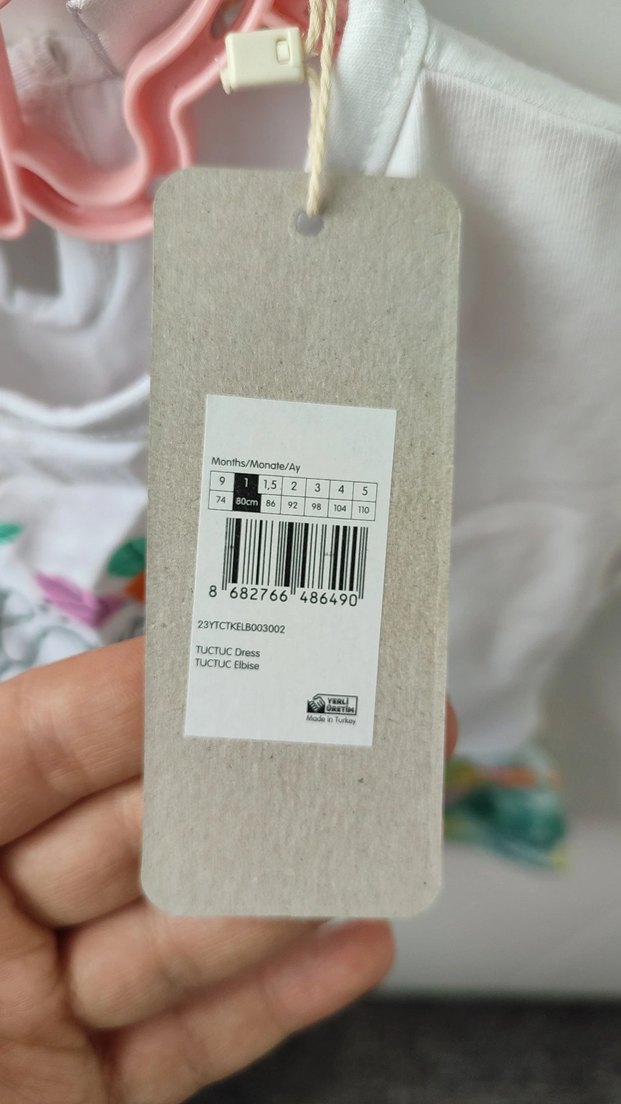 Months/Monate/Ay
9 1 1,5 2 3 4 5
74 80cm 86 92 98 104 110
8 682766 486490
23YTCTKELB003002
TUCTUC Dress
TUCTUC Elbise
YERLİ
ÜRETİM
Made in Turkey